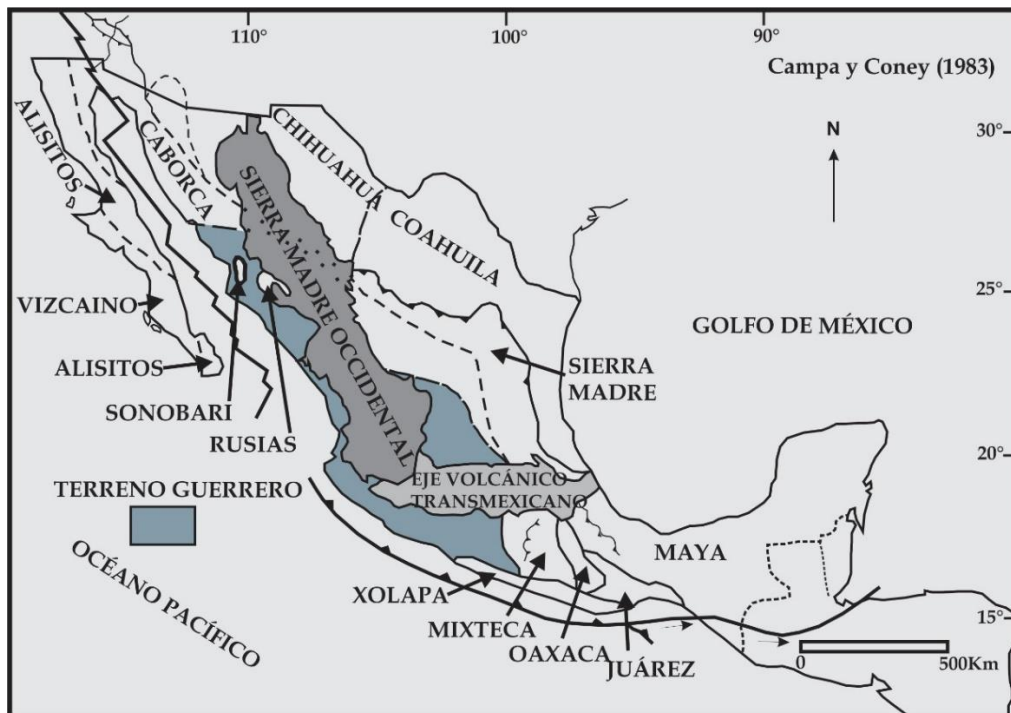 110°
100°
90°
Campa y Coney (1983)
N
30°
ALISITOS
CABORCA
CHIHUAHUA
COAHUILA
SIERRA MADRE OCCIDENTAL
25°
VIZCAINO
GOLFO DE MÉXICO
ALISITOS
SIERRA
MADRE
SONOBARI
RUSIAS
20°
EJE VOLCÁNICO
TRANSMEXICANO
TERRENO GUERRERO
MAYA
OCÉANO PACÍFICO
XOLAPA
MIXTECA
OAXACA
JUÁREZ
15°
0
500Km